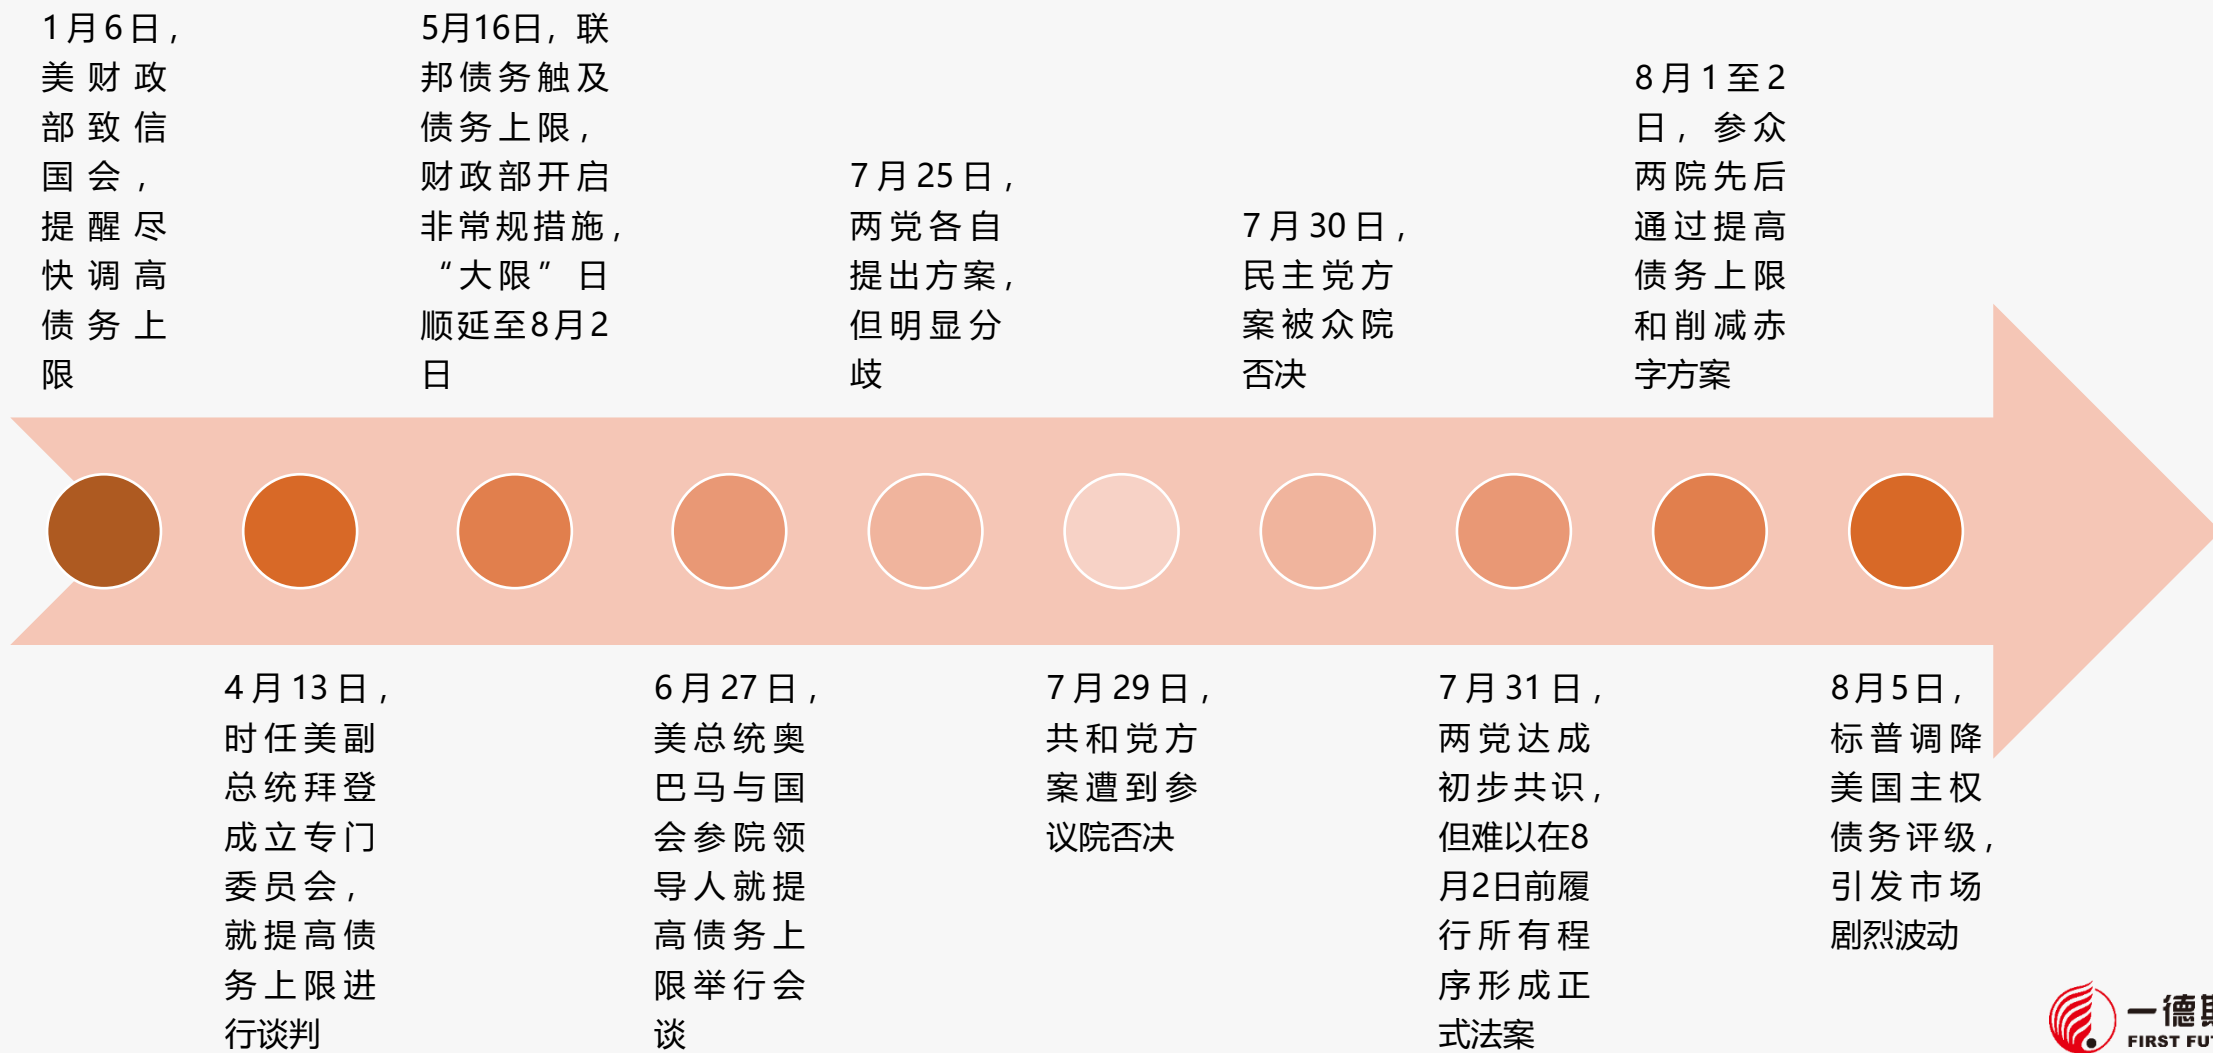 1月6日，
美财政
部致信
国会，
提醒尽
快调高
债务上
限
4月13日，
时任美副
总统拜登
成立专门
委员会，
就提高债
务上限进
行谈判
5月16日，联
邦债务触及
债务上限，
财政部开启
非常规措施，
“大限”日
顺延至8月2
日
6月27日，
美总统奥
巴马与国
会参院领
导人就提
高债务上
限举行会
谈
7月25日，
两党各自
提出方案，
但明显分
歧
7月29日，
共和党方
案遭到参
议院否决
7月30日，
民主党方
案被众院
否决
7月31日，
两党达成
初步共识，
但难以在8
月2日前履
行所有程
序形成正
式法案
8月1至2
日，参众
两院先后
通过提高
债务上限
和削减赤
字方案
8月5日，
标普调降
美国主权
债务评级，
引发市场
剧烈波动
一德
FIRST